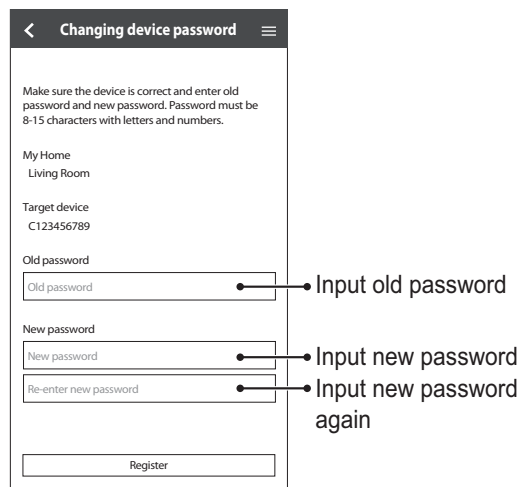 Changing device password
Make sure the device is correct and enter old
password and new password. Password must be
8-15 characters with letters and numbers.
My Home
Living Room
Target device
C123456789
Old password
Old password
Input old password
New password
New password
Input new password
Re-enter new password
Input new password
again
Register